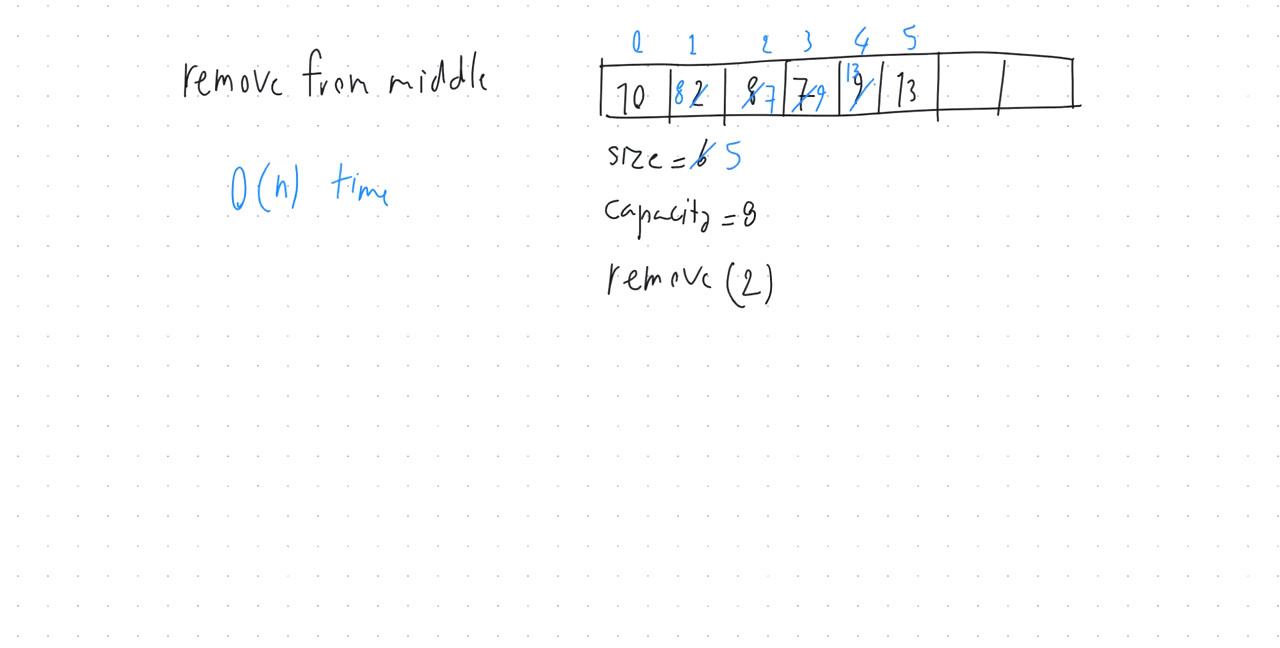 remove from middle
0 1 2 3 4 5
10 8 2 8 7 7 9 13 9 13
size = 6 5
O(n) time
capacity = 8
remove (2)